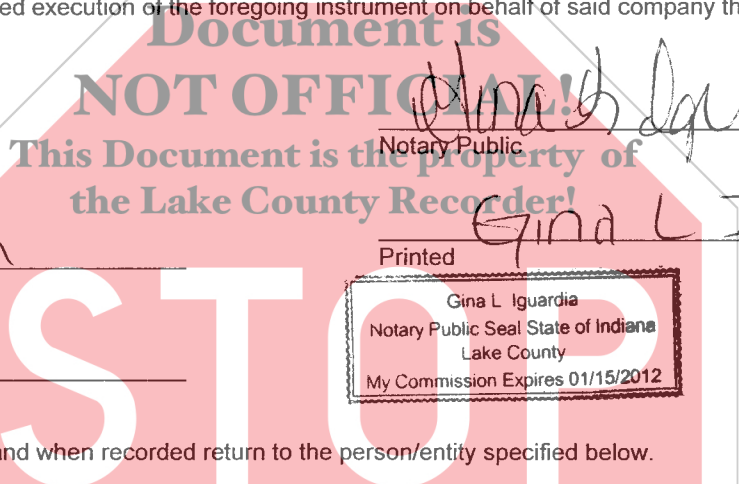 ed execution of the foregoing instrument on behalf of said company th
Document is
NOT OFFICIAL!
This Document is the property of
the Lake County Recorder!
Notary Public
Gina L I
Printed
Gina L Iguardia
Notary Public Seal State of Indiana
Lake County
My Commission Expires 01/15/2012
STOP
and when recorded return to the person/entity specified below.